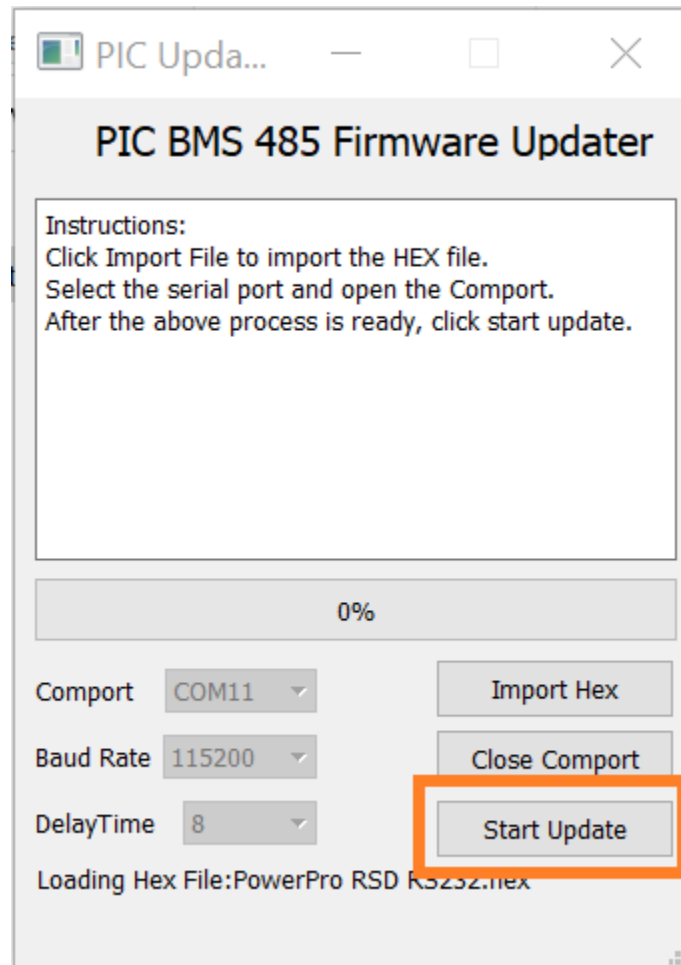 PIC Upda...
PIC BMS 485 Firmware Updater
Instructions:
Click Import File to import the HEX file.
Select the serial port and open the Comport.
After the above process is ready, click start update.
0%
Comport COM11 Import Hex
Baud Rate 115200 Close Comport
DelayTime 8 Start Update
Loading Hex File:PowerPro RSD RS232.hex